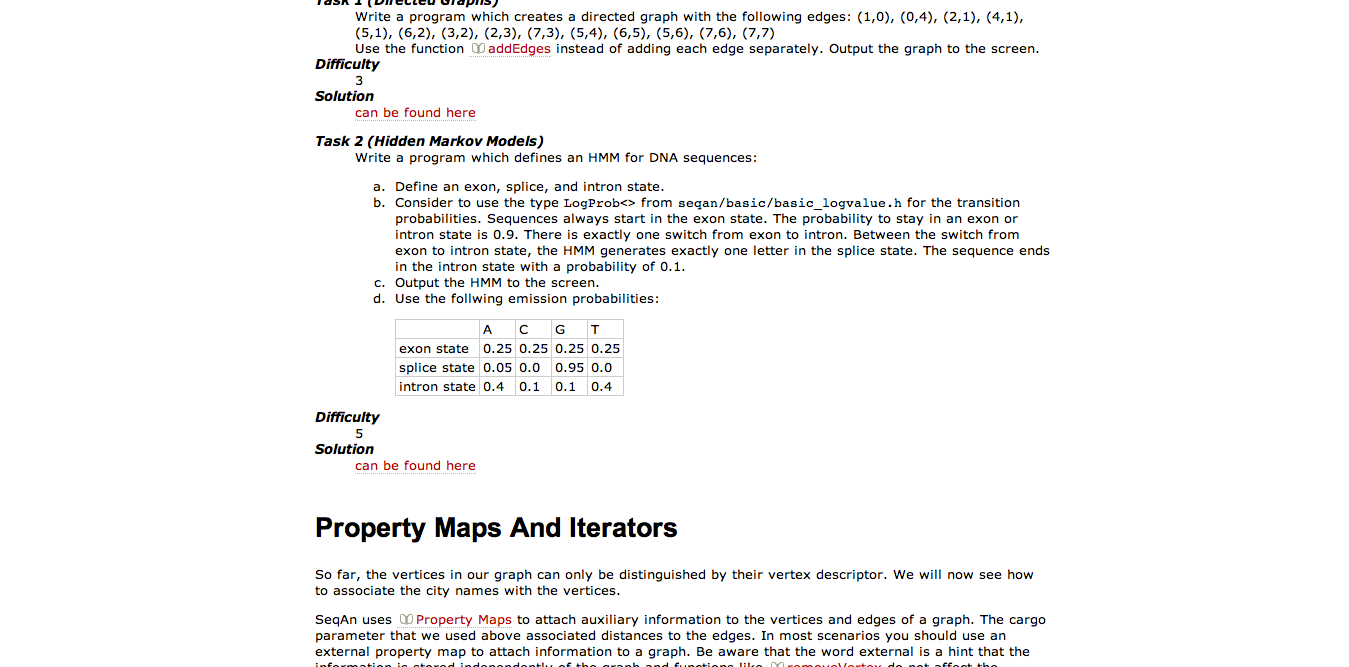 Task 1 (Directed Graphs)
Write a program which creates a directed graph with the following edges: (1,0), (0,4), (2,1), (4,1),
(5,1), (6,2), (3,2), (2,3), (7,3), (5,4), (6,5), (5,6), (7,6), (7,7)
Use the function addEdges instead of adding each edge separately. Output the graph to the screen.
Difficulty
3
Solution
can be found here
Task 2 (Hidden Markov Models)
Write a program which defines an HMM for DNA sequences:
a. Define an exon, splice, and intron state.
b. Consider to use the type LogProb<> from seqan/basic/basic_logvalue.h for the transition
probabilities. Sequences always start in the exon state. The probability to stay in an exon or
intron state is 0.9. There is exactly one switch from exon to intron. Between the switch from
exon to intron state, the HMM generates exactly one letter in the splice state. The sequence ends
in the intron state with a probability of 0.1.
c. Output the HMM to the screen.
d. Use the follwing emission probabilities:
A C G T
exon state 0.25 0.25 0.25 0.25
splice state 0.05 0.0 0.95 0.0
intron state 0.4 0.1 0.1 0.4
Difficulty
5
Solution
can be found here
Property Maps And Iterators
So far, the vertices in our graph can only be distinguished by their vertex descriptor. We will now see how
to associate the city names with the vertices.
SeqAn uses Property Maps to attach auxiliary information to the vertices and edges of a graph. The cargo
parameter that we used above associated distances to the edges. In most scenarios you should use an
external property map to attach information to a graph. Be aware that the word external is a hint that the
information is stored independently of the graph and functions like removeVertex do not affect the